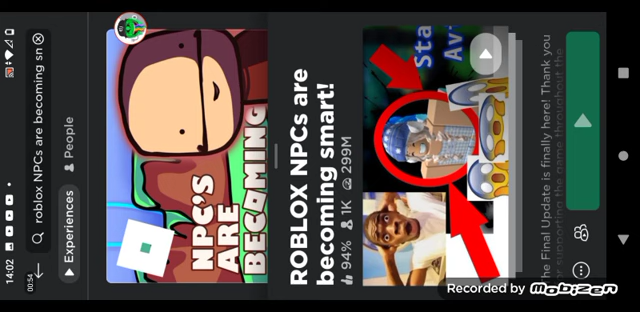 14:02
00:54
roblox NPCs are becoming sn
Experiences
People
NPC'S
ARE
BECOMING
ROBLOX NPCs are
becoming smart!
94% 1K 299M
Sta
Av
The Final Update is finally here! Thank you
for supporting the game throughout the
Recorded by mobizen